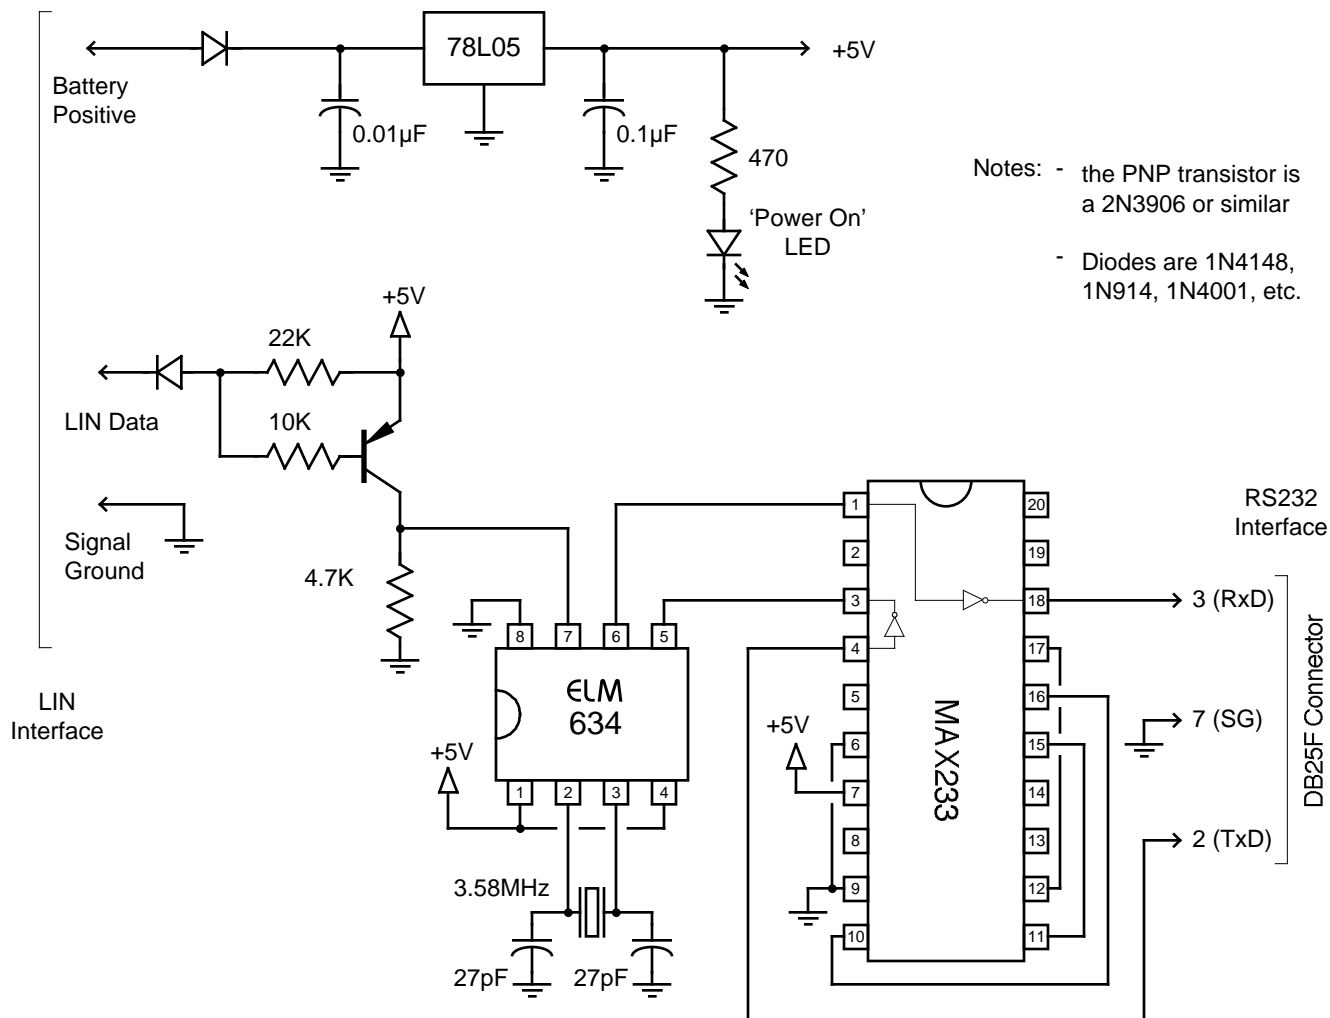 78L05
+5V
Battery
Positive
0.01µF
0.1µF
470
‘Power On’
LED
Notes: - the PNP transistor is
a 2N3906 or similar
- Diodes are 1N4148,
1N914, 1N4001, etc.
+5V
22K
LIN Data
10K
Signal
Ground
4.7K
LIN
Interface
8 7 6 5
ELM
634
1 2 3 4
+5V
3.58MHz
27pF 27pF
1 20
2 19
3 18
4 17
5 16
6 15
7 14
8 13
9 12
10 11
MAX233
+5V
RS232
Interface
3 (RxD)
7 (SG)
2 (TxD)
DB25F Connector